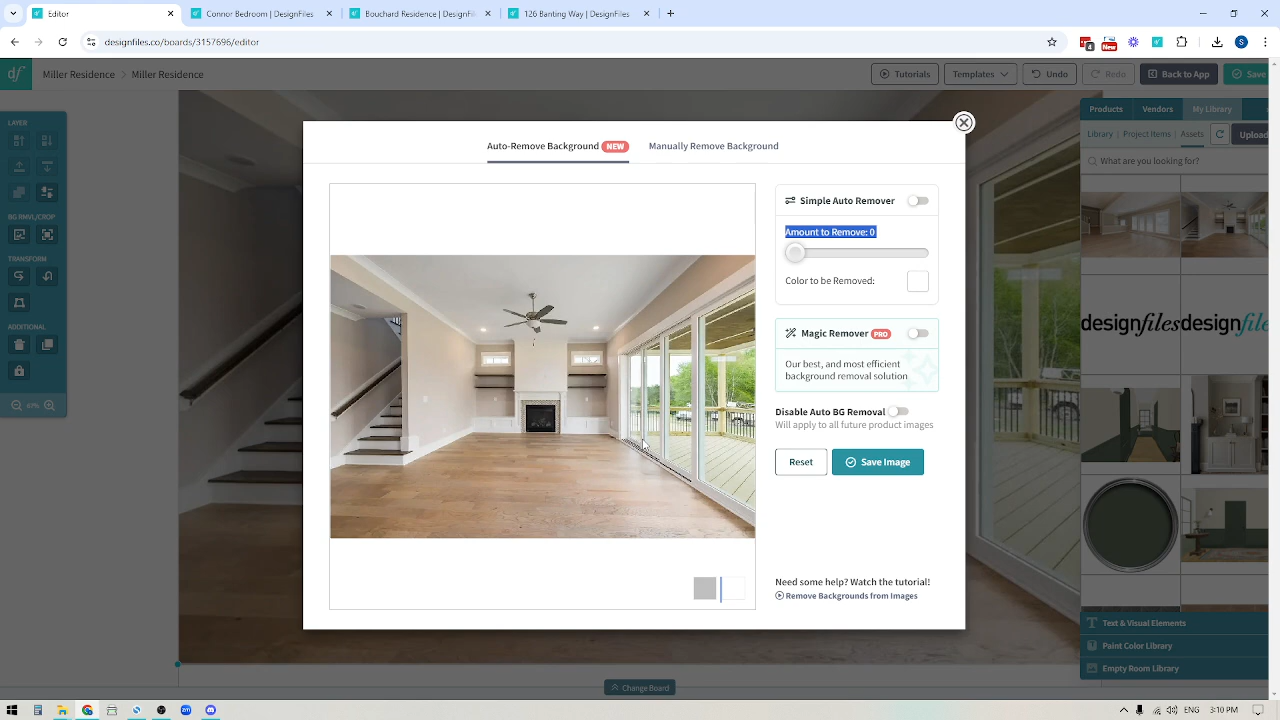 Editor
Connor Bedroom | DesignFiles
Bouchard Residence | DesignFiles
126 Banting Way | DesignFiles
designfiles.co/boards/3157696/editor
New
S
df
Miller Residence > Miller Residence
Tutorials
Templates
Undo
Redo
Back to App
Save
LAYER
BG RMVL/CROP
TRANSFORM
ADDITIONAL
67%
Auto-Remove Background NEW
Manually Remove Background
Simple Auto Remover
Amount to Remove: 0
Color to be Removed:
Magic Remover PRO
Our best, and most efficient
background removal solution
Disable Auto BG Removal
Will apply to all future product images
Reset
Save Image
Need some help? Watch the tutorial!
Remove Backgrounds from Images
Products
Vendors
My Library
Library | Project Items | Assets
Upload
What are you looking for?
designfiles
designfiles
Text & Visual Elements
Paint Color Library
Empty Room Library
Change Board
zm
3:10 PM